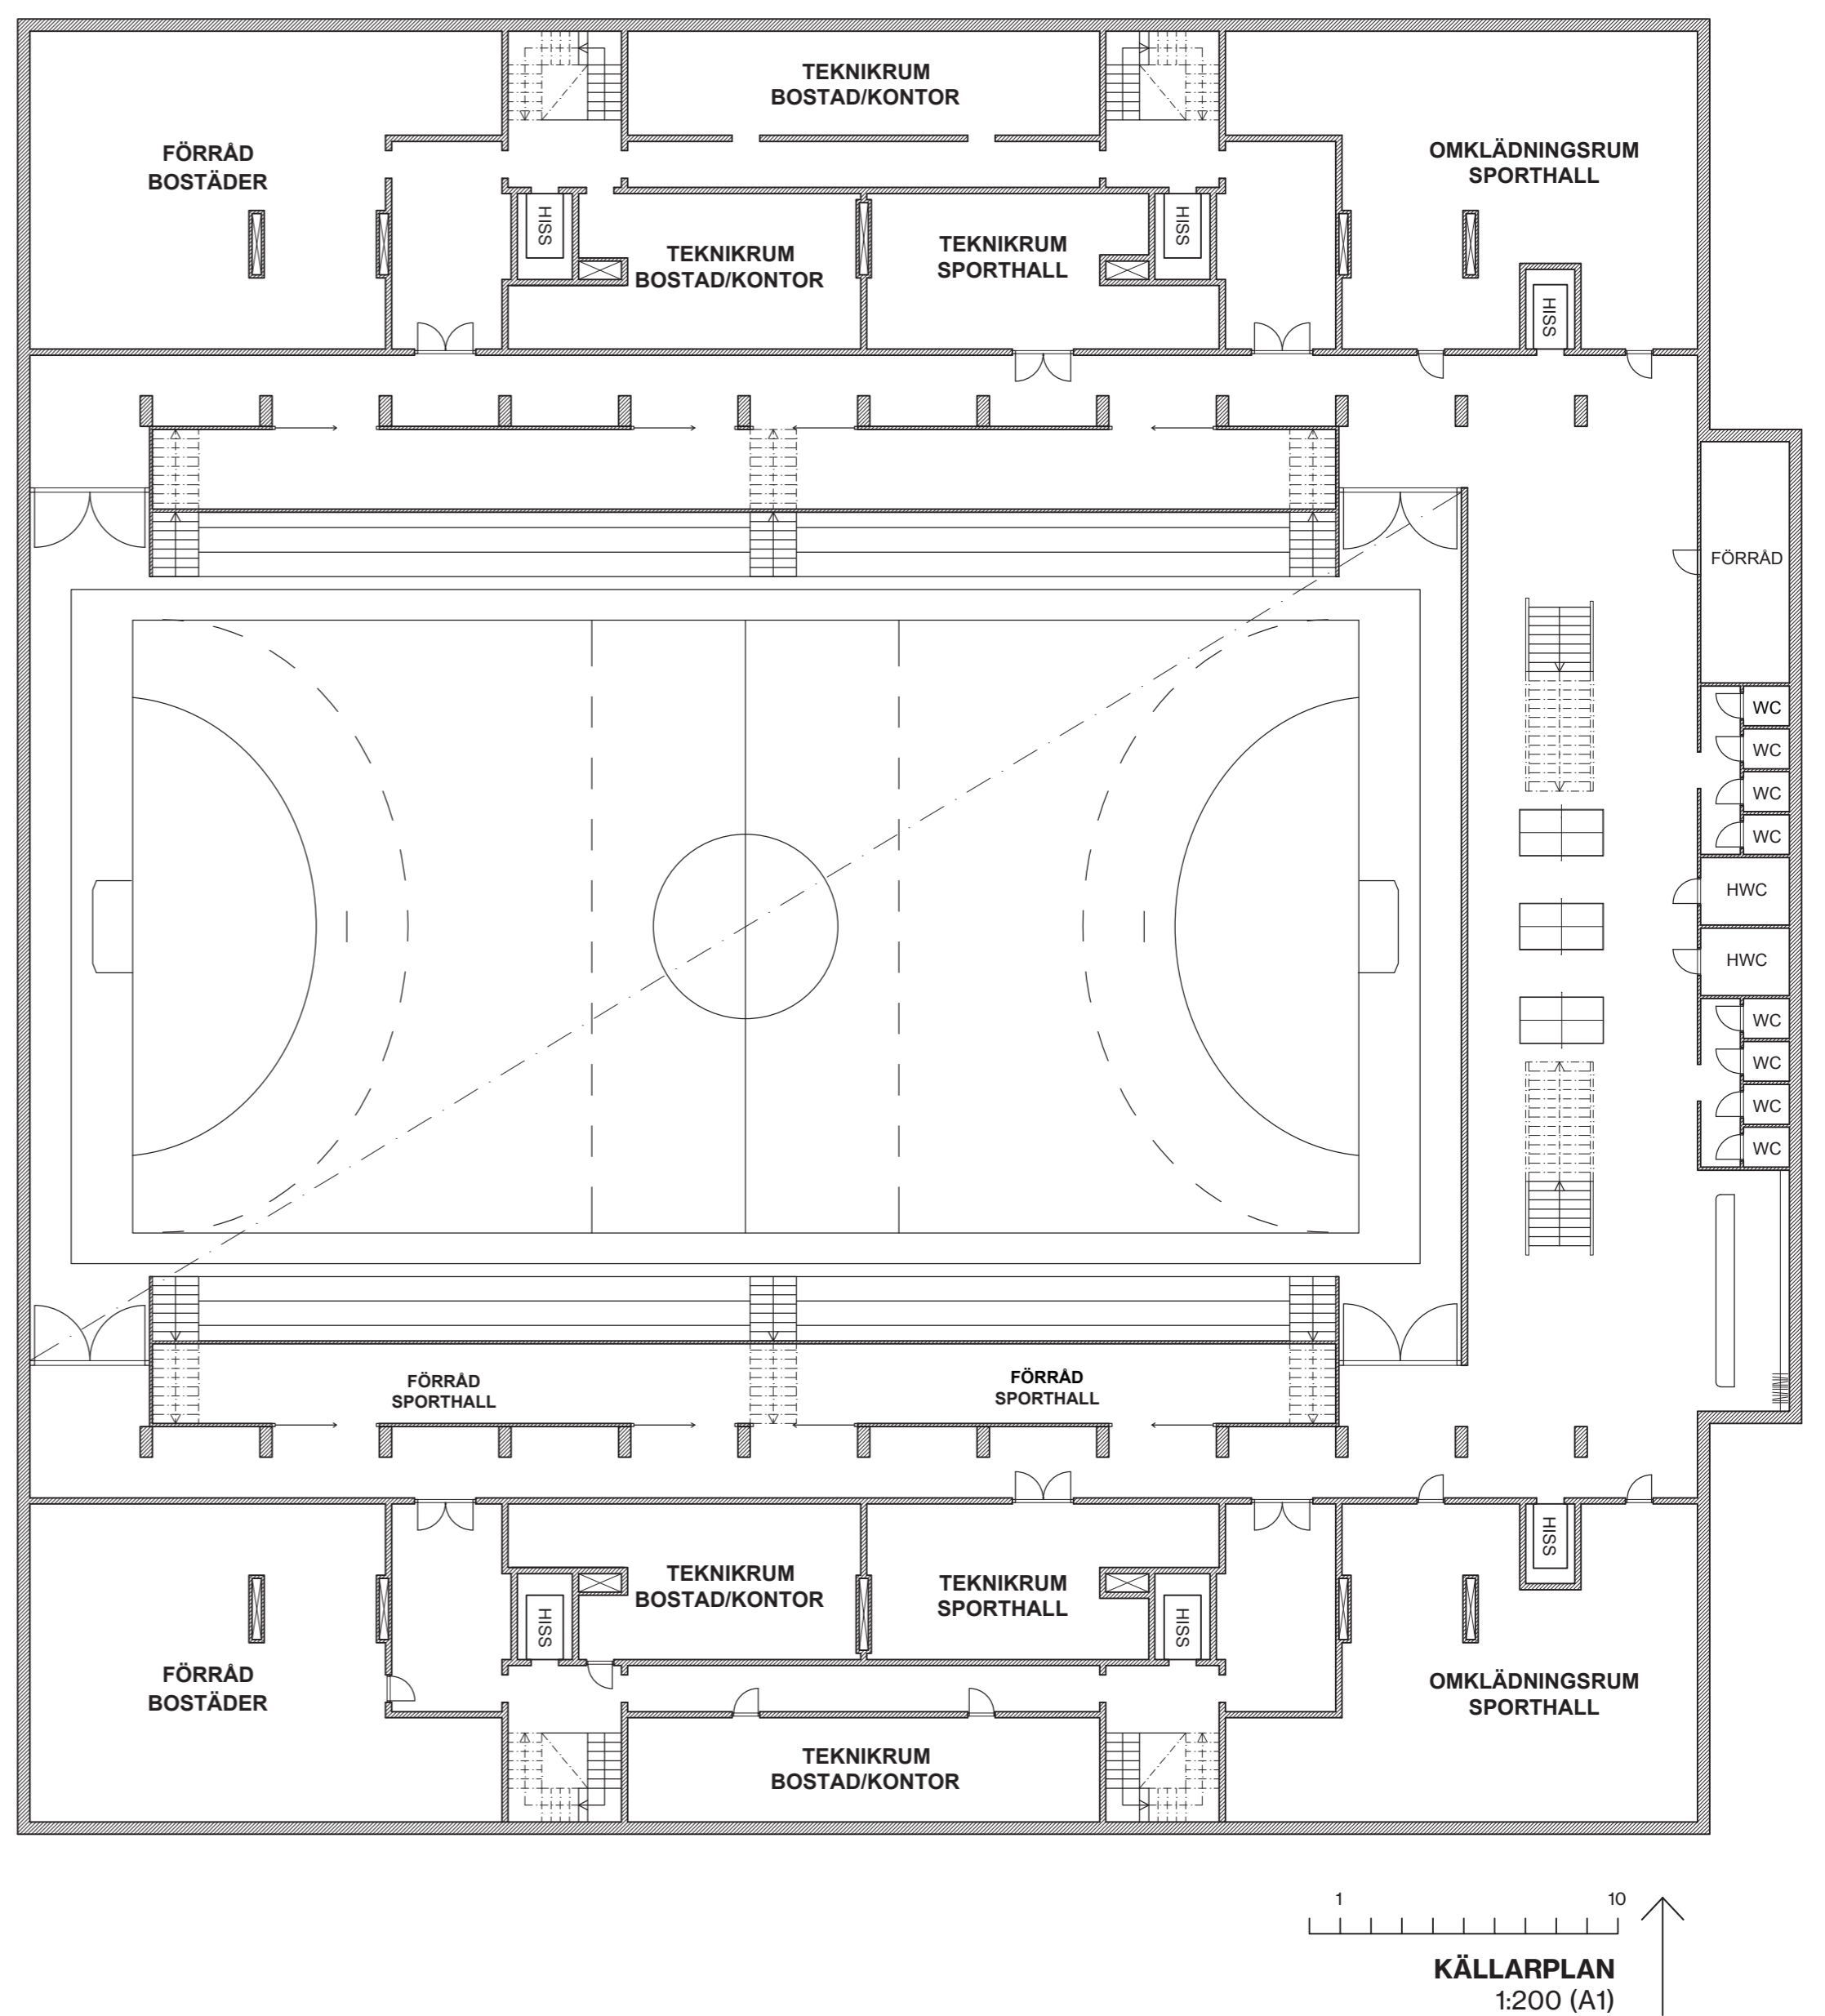 TEKNIKRUM
BOSTAD/KONTOR
FÖRRÅD
BOSTÄDER
OMKLÄDNINGSRUM
SPORTHALL
HISS
HISS
TEKNIKRUM
BOSTAD/KONTOR
TEKNIKRUM
SPORTHALL
HISS
FÖRRÅD
WC
WC
WC
WC
HWC
HWC
WC
WC
WC
WC
FÖRRÅD
SPORTHALL
FÖRRÅD
SPORTHALL
HISS
TEKNIKRUM
BOSTAD/KONTOR
TEKNIKRUM
SPORTHALL
HISS
HISS
FÖRRÅD
BOSTÄDER
OMKLÄDNINGSRUM
SPORTHALL
TEKNIKRUM
BOSTAD/KONTOR
1 10
KÄLLARPLAN
1:200 (A1)